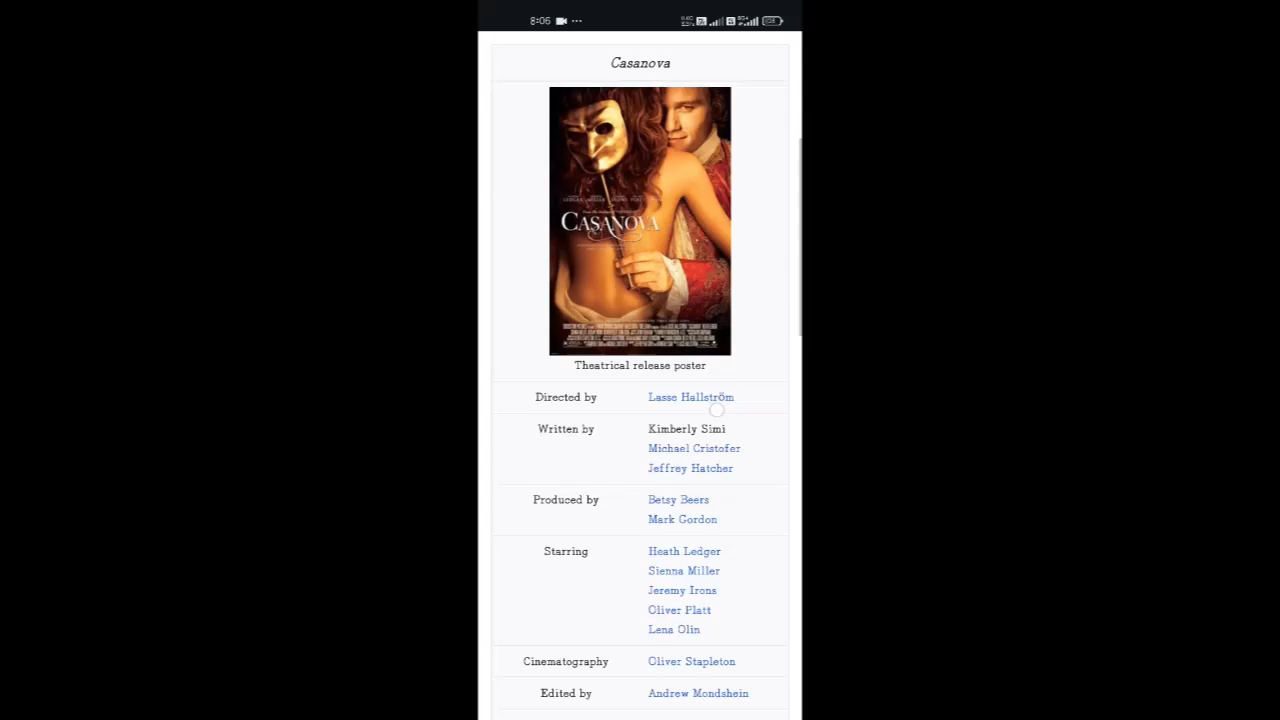 8:06
Casanova
CASANOVA
Theatrical release poster
Directed by Lasse Hallström
Written by Kimberly Simi
Michael Cristofer
Jeffrey Hatcher
Produced by Betsy Beers
Mark Gordon
Starring Heath Ledger
Sienna Miller
Jeremy Irons
Oliver Platt
Lena Olin
Cinematography Oliver Stapleton
Edited by Andrew Mondshein